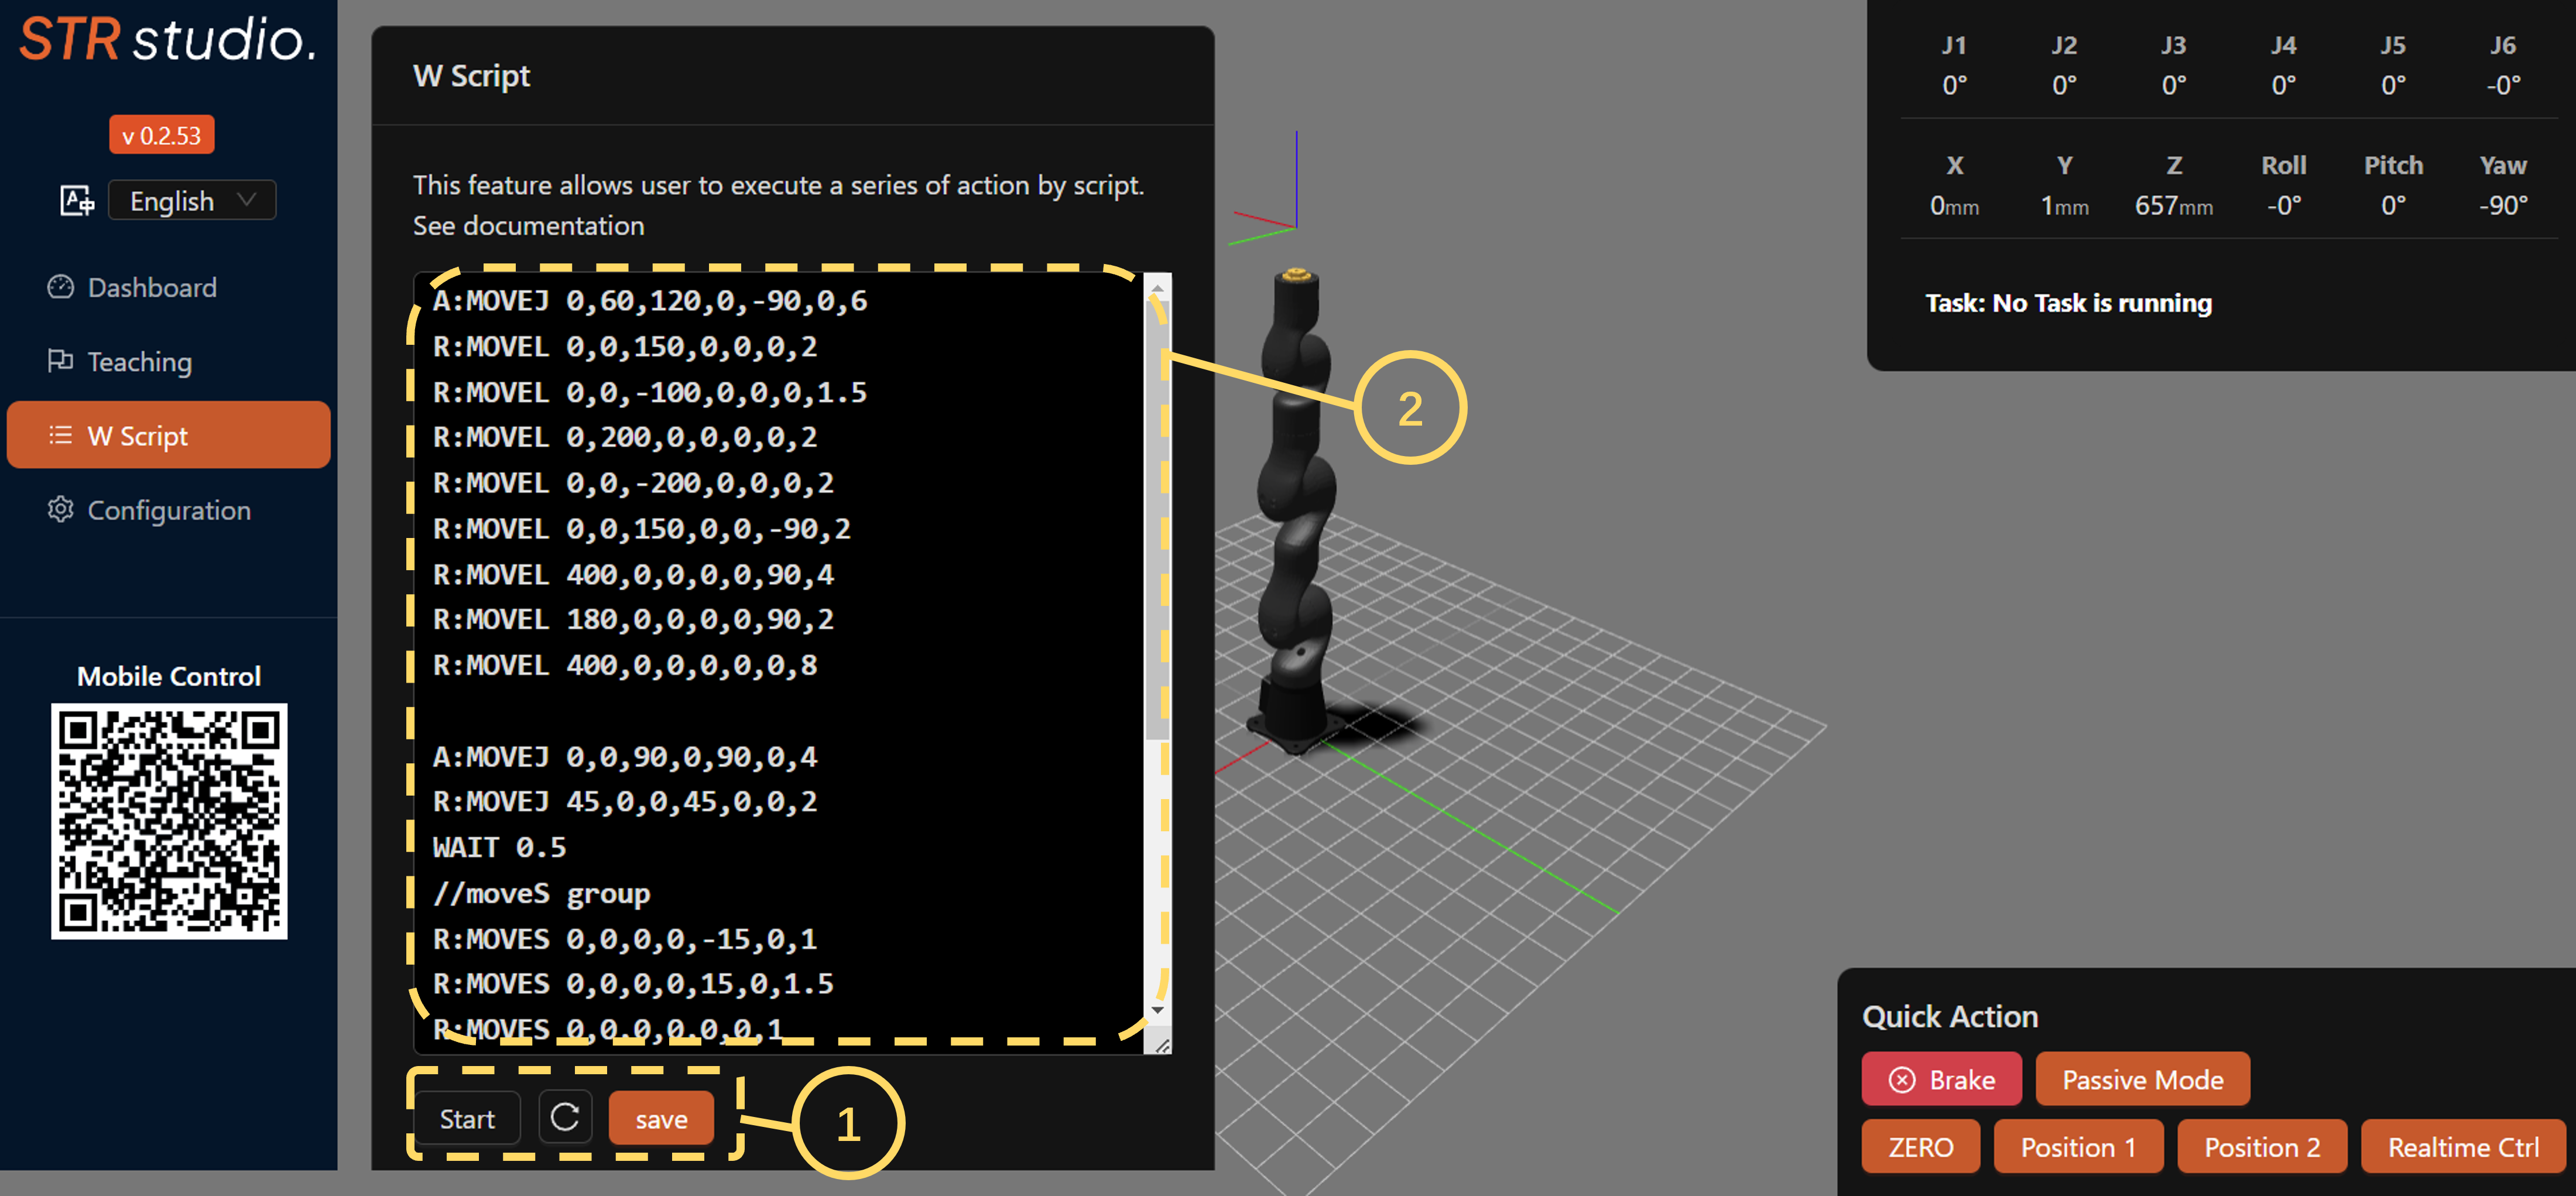 STR studio.
v 0.2.53
English
Dashboard
Teaching
W Script
Configuration
Mobile Control
W Script
This feature allows user to execute a series of action by script.
See documentation
A:MOVEJ 0,60,120,0,-90,0,6
R:MOVEL 0,0,150,0,0,0,2
R:MOVEL 0,0,-100,0,0,0,1.5
R:MOVEL 0,200,0,0,0,0,2
R:MOVEL 0,0,-200,0,0,0,2
R:MOVEL 0,0,150,0,0,-90,2
R:MOVEL 400,0,0,0,0,90,4
R:MOVEL 180,0,0,0,0,90,2
R:MOVEL 400,0,0,0,0,0,8
A:MOVEJ 0,0,90,0,90,0,4
R:MOVEJ 45,0,0,45,0,0,2
WAIT 0.5
//moveS group
R:MOVES 0,0,0,0,-15,0,1
R:MOVES 0,0,0,0,15,0,1.5
R:MOVES 0,0,0,0,0,0,1
Start
save
1
2
J1 J2 J3 J4 J5 J6
0° 0° 0° 0° 0° -0°
X Y Z Roll Pitch Yaw
0mm 1mm 657mm -0° 0° -90°
Task: No Task is running
Quick Action
Brake Passive Mode
ZERO Position 1 Position 2 Realtime Ctrl